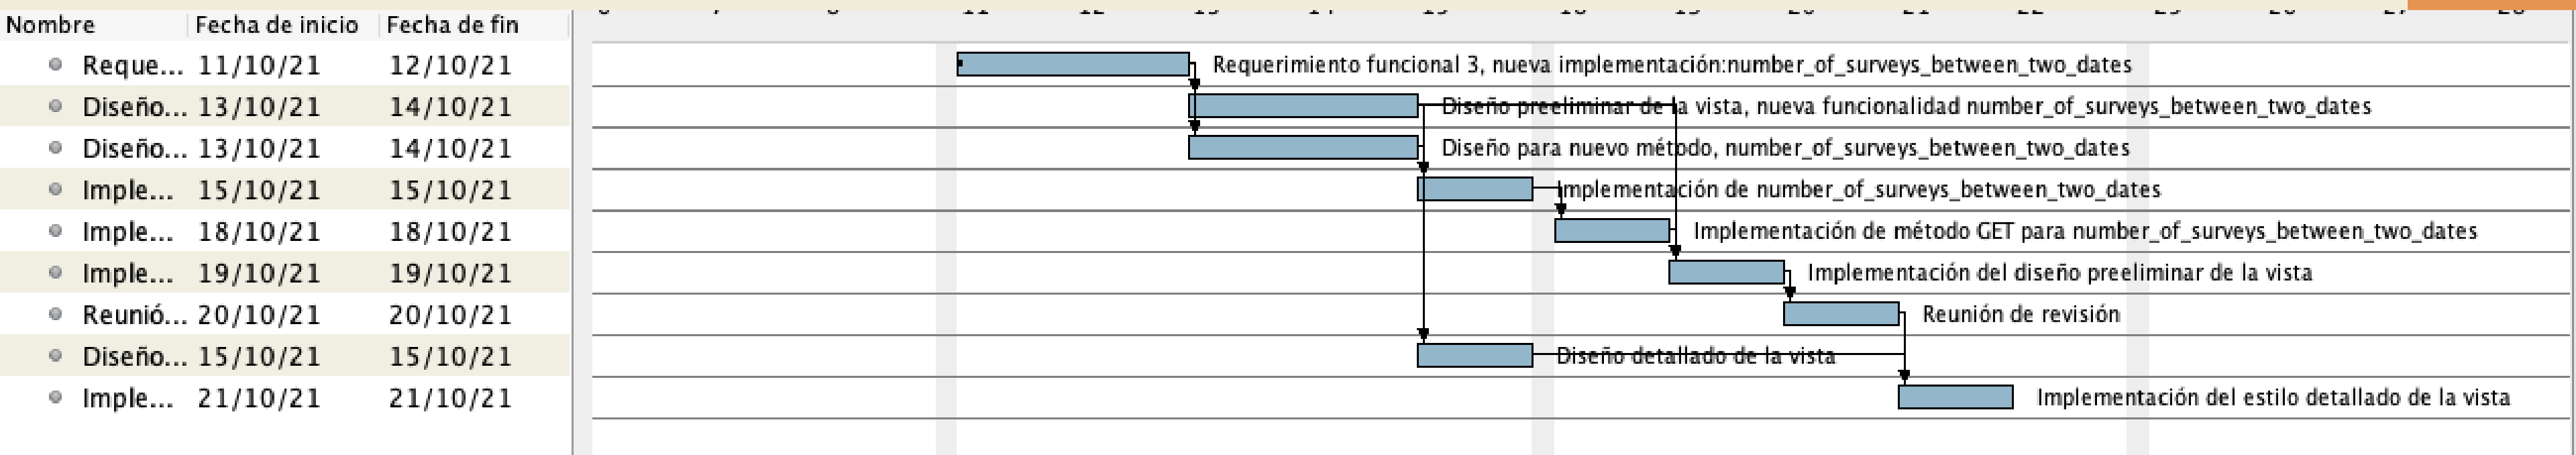 Nombre Fecha de inicio Fecha de fin
Reque... 11/10/21 12/10/21 Requerimiento funcional 3, nueva implementación:number_of_surveys_between_two_dates
Diseño... 13/10/21 14/10/21 Diseño preeliminar de la vista, nueva funcionalidad number_of_surveys_between_two_dates
Diseño... 13/10/21 14/10/21 Diseño para nuevo método, number_of_surveys_between_two_dates
Imple... 15/10/21 15/10/21 Implementación de number_of_surveys_between_two_dates
Imple... 18/10/21 18/10/21 Implementación de método GET para number_of_surveys_between_two_dates
Imple... 19/10/21 19/10/21 Implementación del diseño preeliminar de la vista
Reunió... 20/10/21 20/10/21 Reunión de revisión
Diseño... 15/10/21 15/10/21 Diseño detallado de la vista
Imple... 21/10/21 21/10/21 Implementación del estilo detallado de la vista